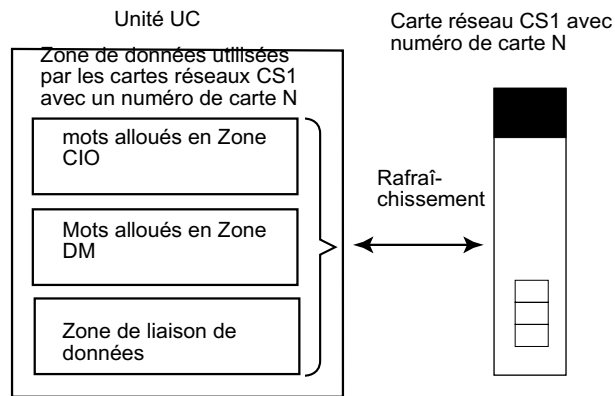 Unité UC
Zone de données utilisées
par les cartes réseaux CS1
avec un numéro de carte N
mots alloués en Zone
CIO
Mots alloués en Zone
DM
Zone de liaison de
données
Rafraî-
chissement
Carte réseau CS1 avec
numéro de carte N